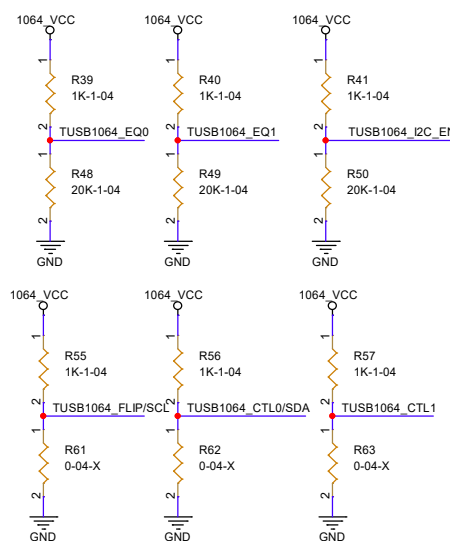 1064_VCC 1064_VCC 1064_VCC
1 1 1
R39 R40 R41
1K-1-04 1K-1-04 1K-1-04
2 2 2
TUSB1064_EQ0 TUSB1064_EQ1 TUSB1064_I2C_EN
1 1 1
R48 R49 R50
20K-1-04 20K-1-04 20K-1-04
2 2 2
GND GND GND
1064_VCC 1064_VCC 1064_VCC
1 1 1
R55 R56 R57
1K-1-04 1K-1-04 1K-1-04
2 2 2
TUSB1064_FLIP/SCL TUSB1064_CTL0/SDA TUSB1064_CTL1
1 1 1
R61 R62 R63
0-04-X 0-04-X 0-04-X
2 2 2
GND GND GND